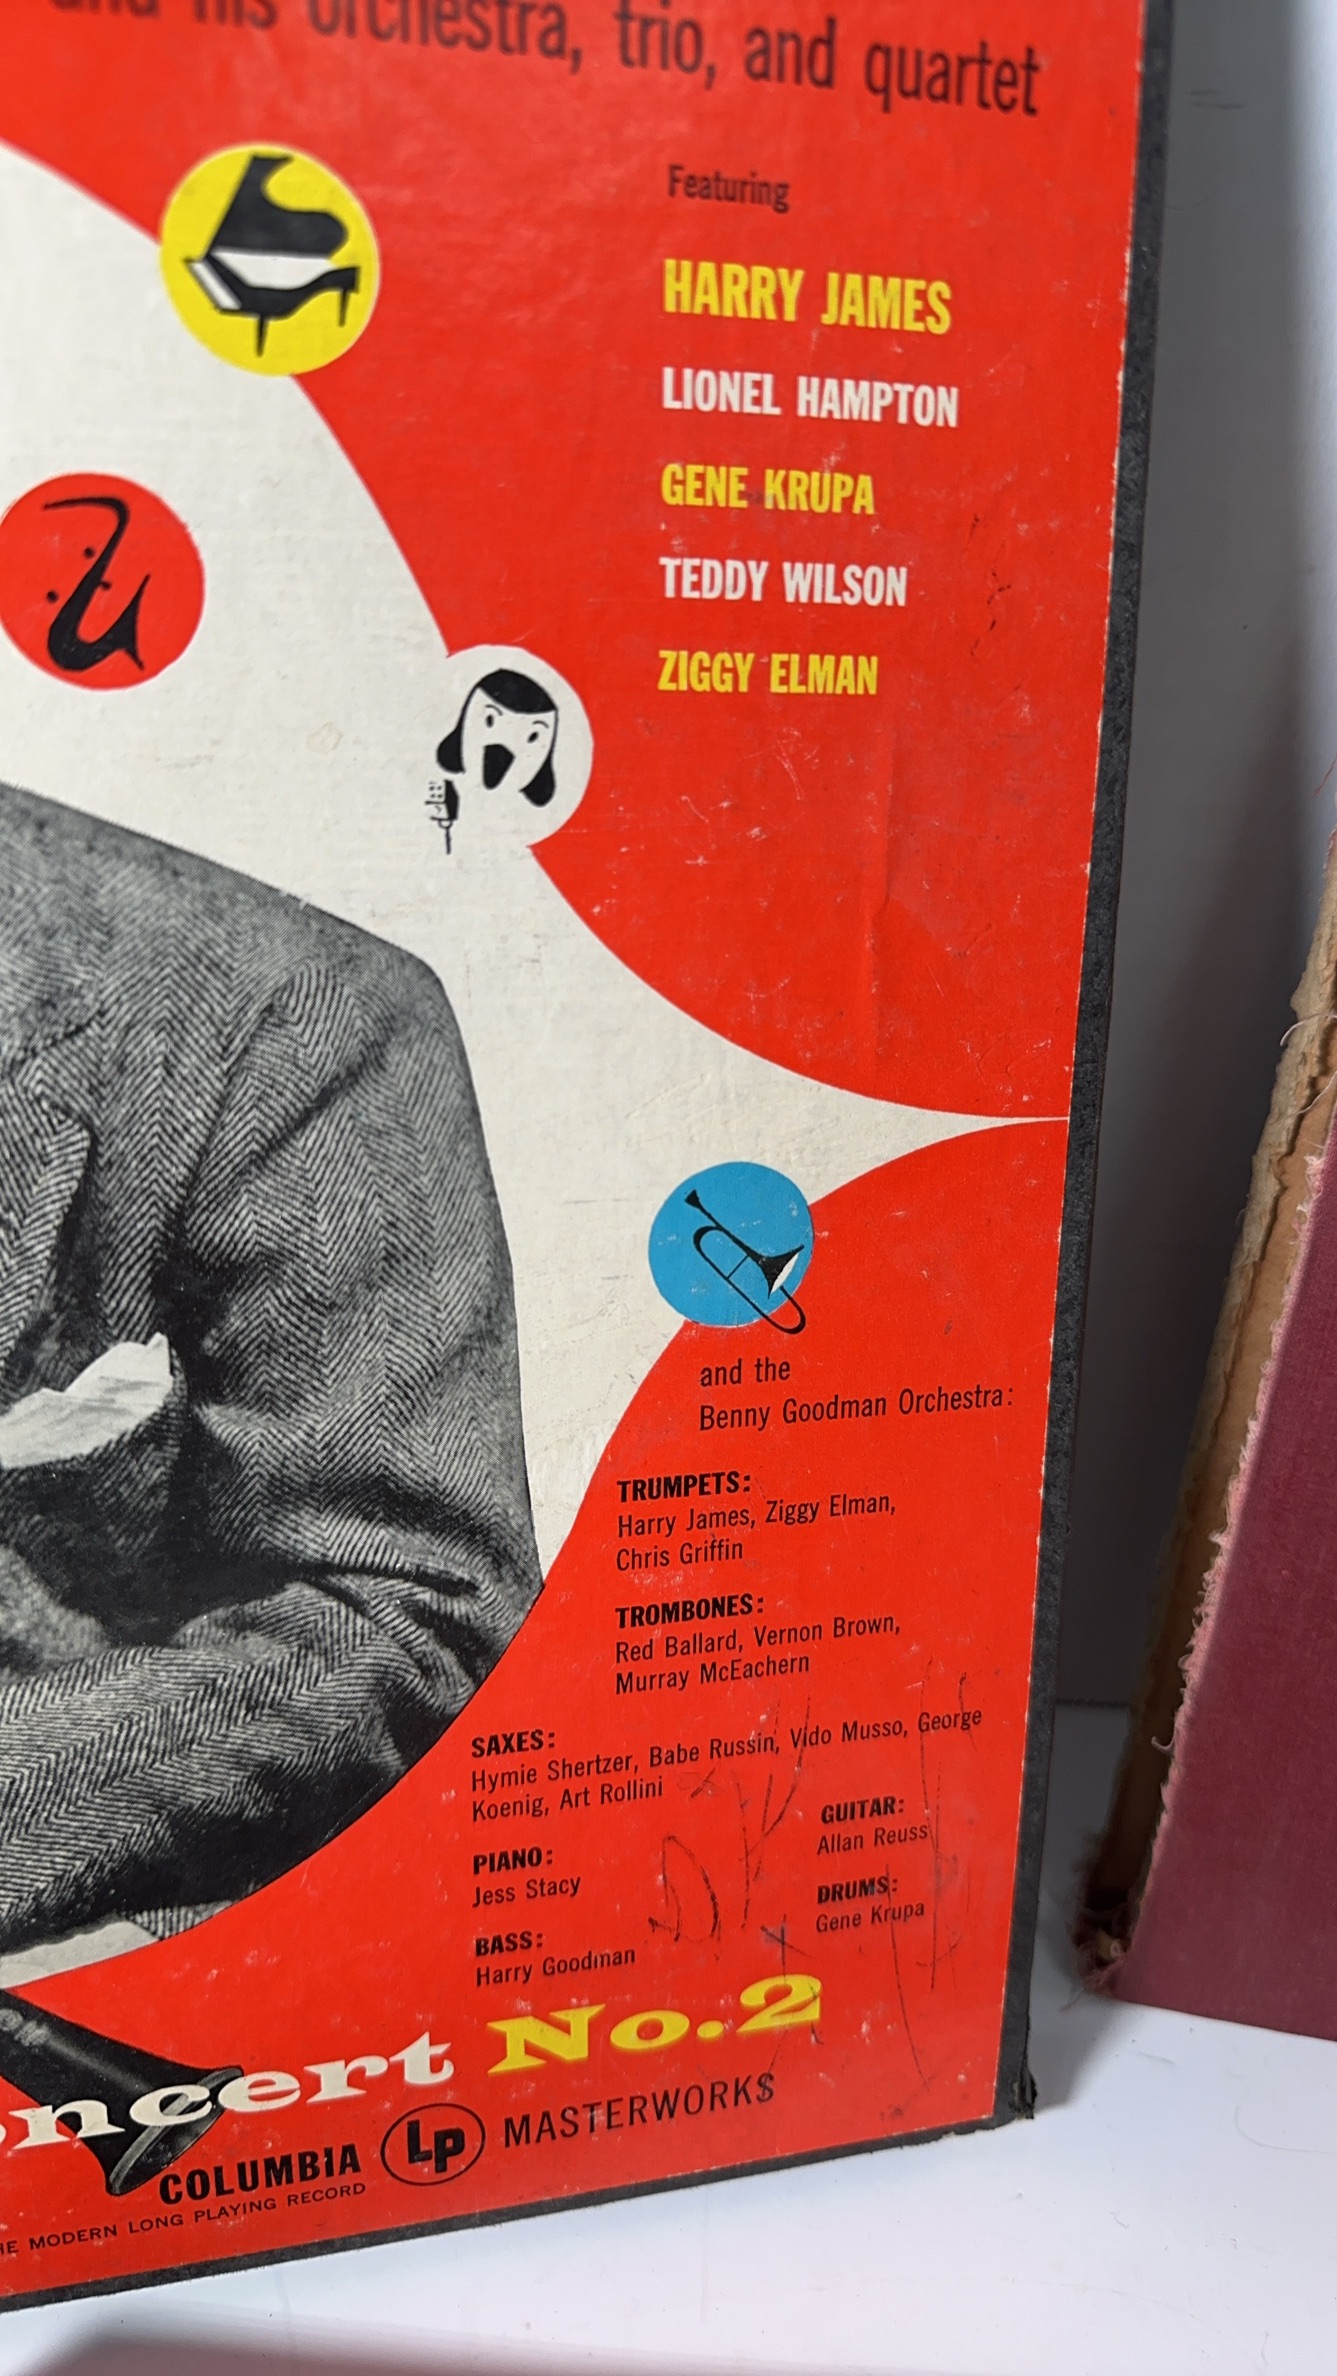 and his orchestra, trio, and quartet
Featuring
HARRY JAMES
LIONEL HAMPTON
GENE KRUPA
TEDDY WILSON
ZIGGY ELMAN
and the
Benny Goodman Orchestra:
TRUMPETS:
Harry James, Ziggy Elman,
Chris Griffin
TROMBONES:
Red Ballard, Vernon Brown,
Murray McEachern
SAXES:
Hymie Shertzer, Babe Russin, Vido Musso, George
Koenig, Art Rollini
GUITAR:
Allan Reuss
PIANO:
Jess Stacy
DRUMS:
Gene Krupa
BASS:
Harry Goodman
oncert No.2
COLUMBIA LP MASTERWORKS
HE MODERN LONG PLAYING RECORD